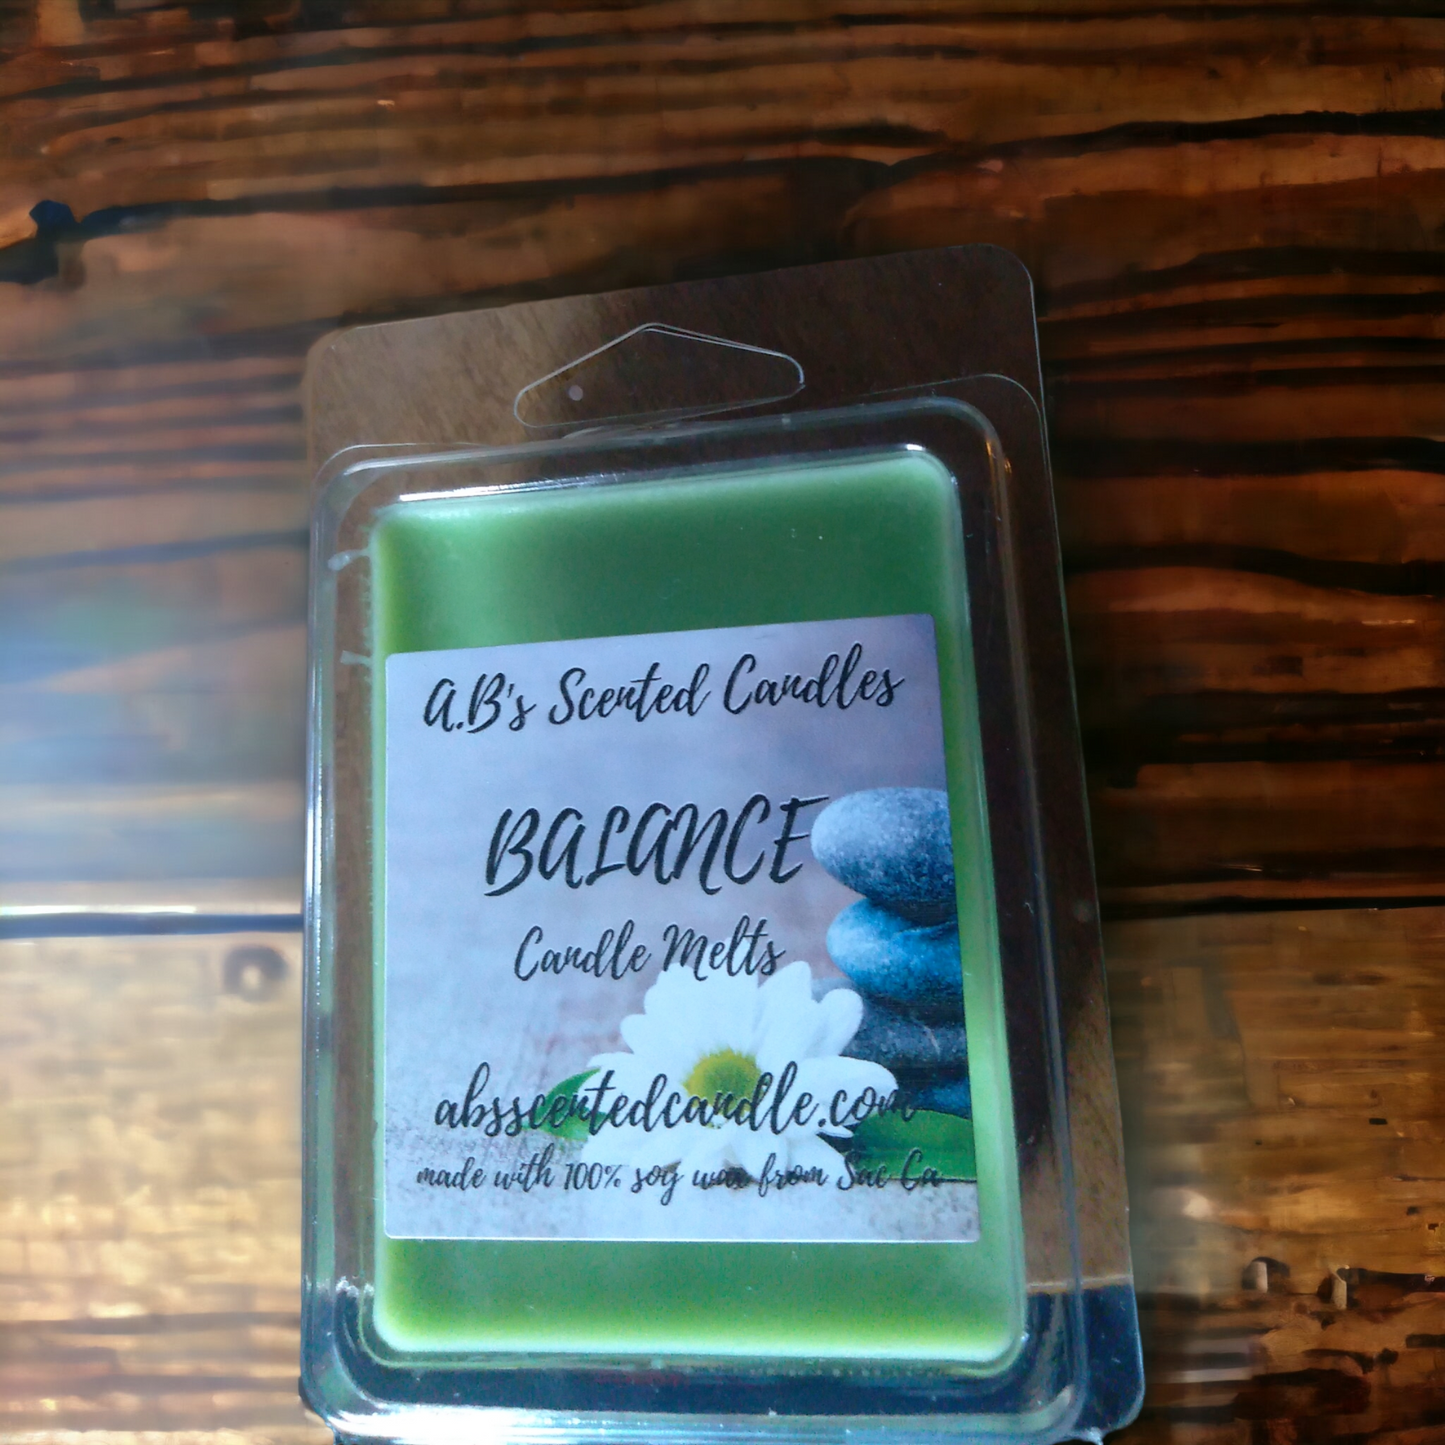 A.B's Scented Candles
BALANCE
Candle Melts
absscentedcandle.com
made with 100% soy wax from Sac Ca